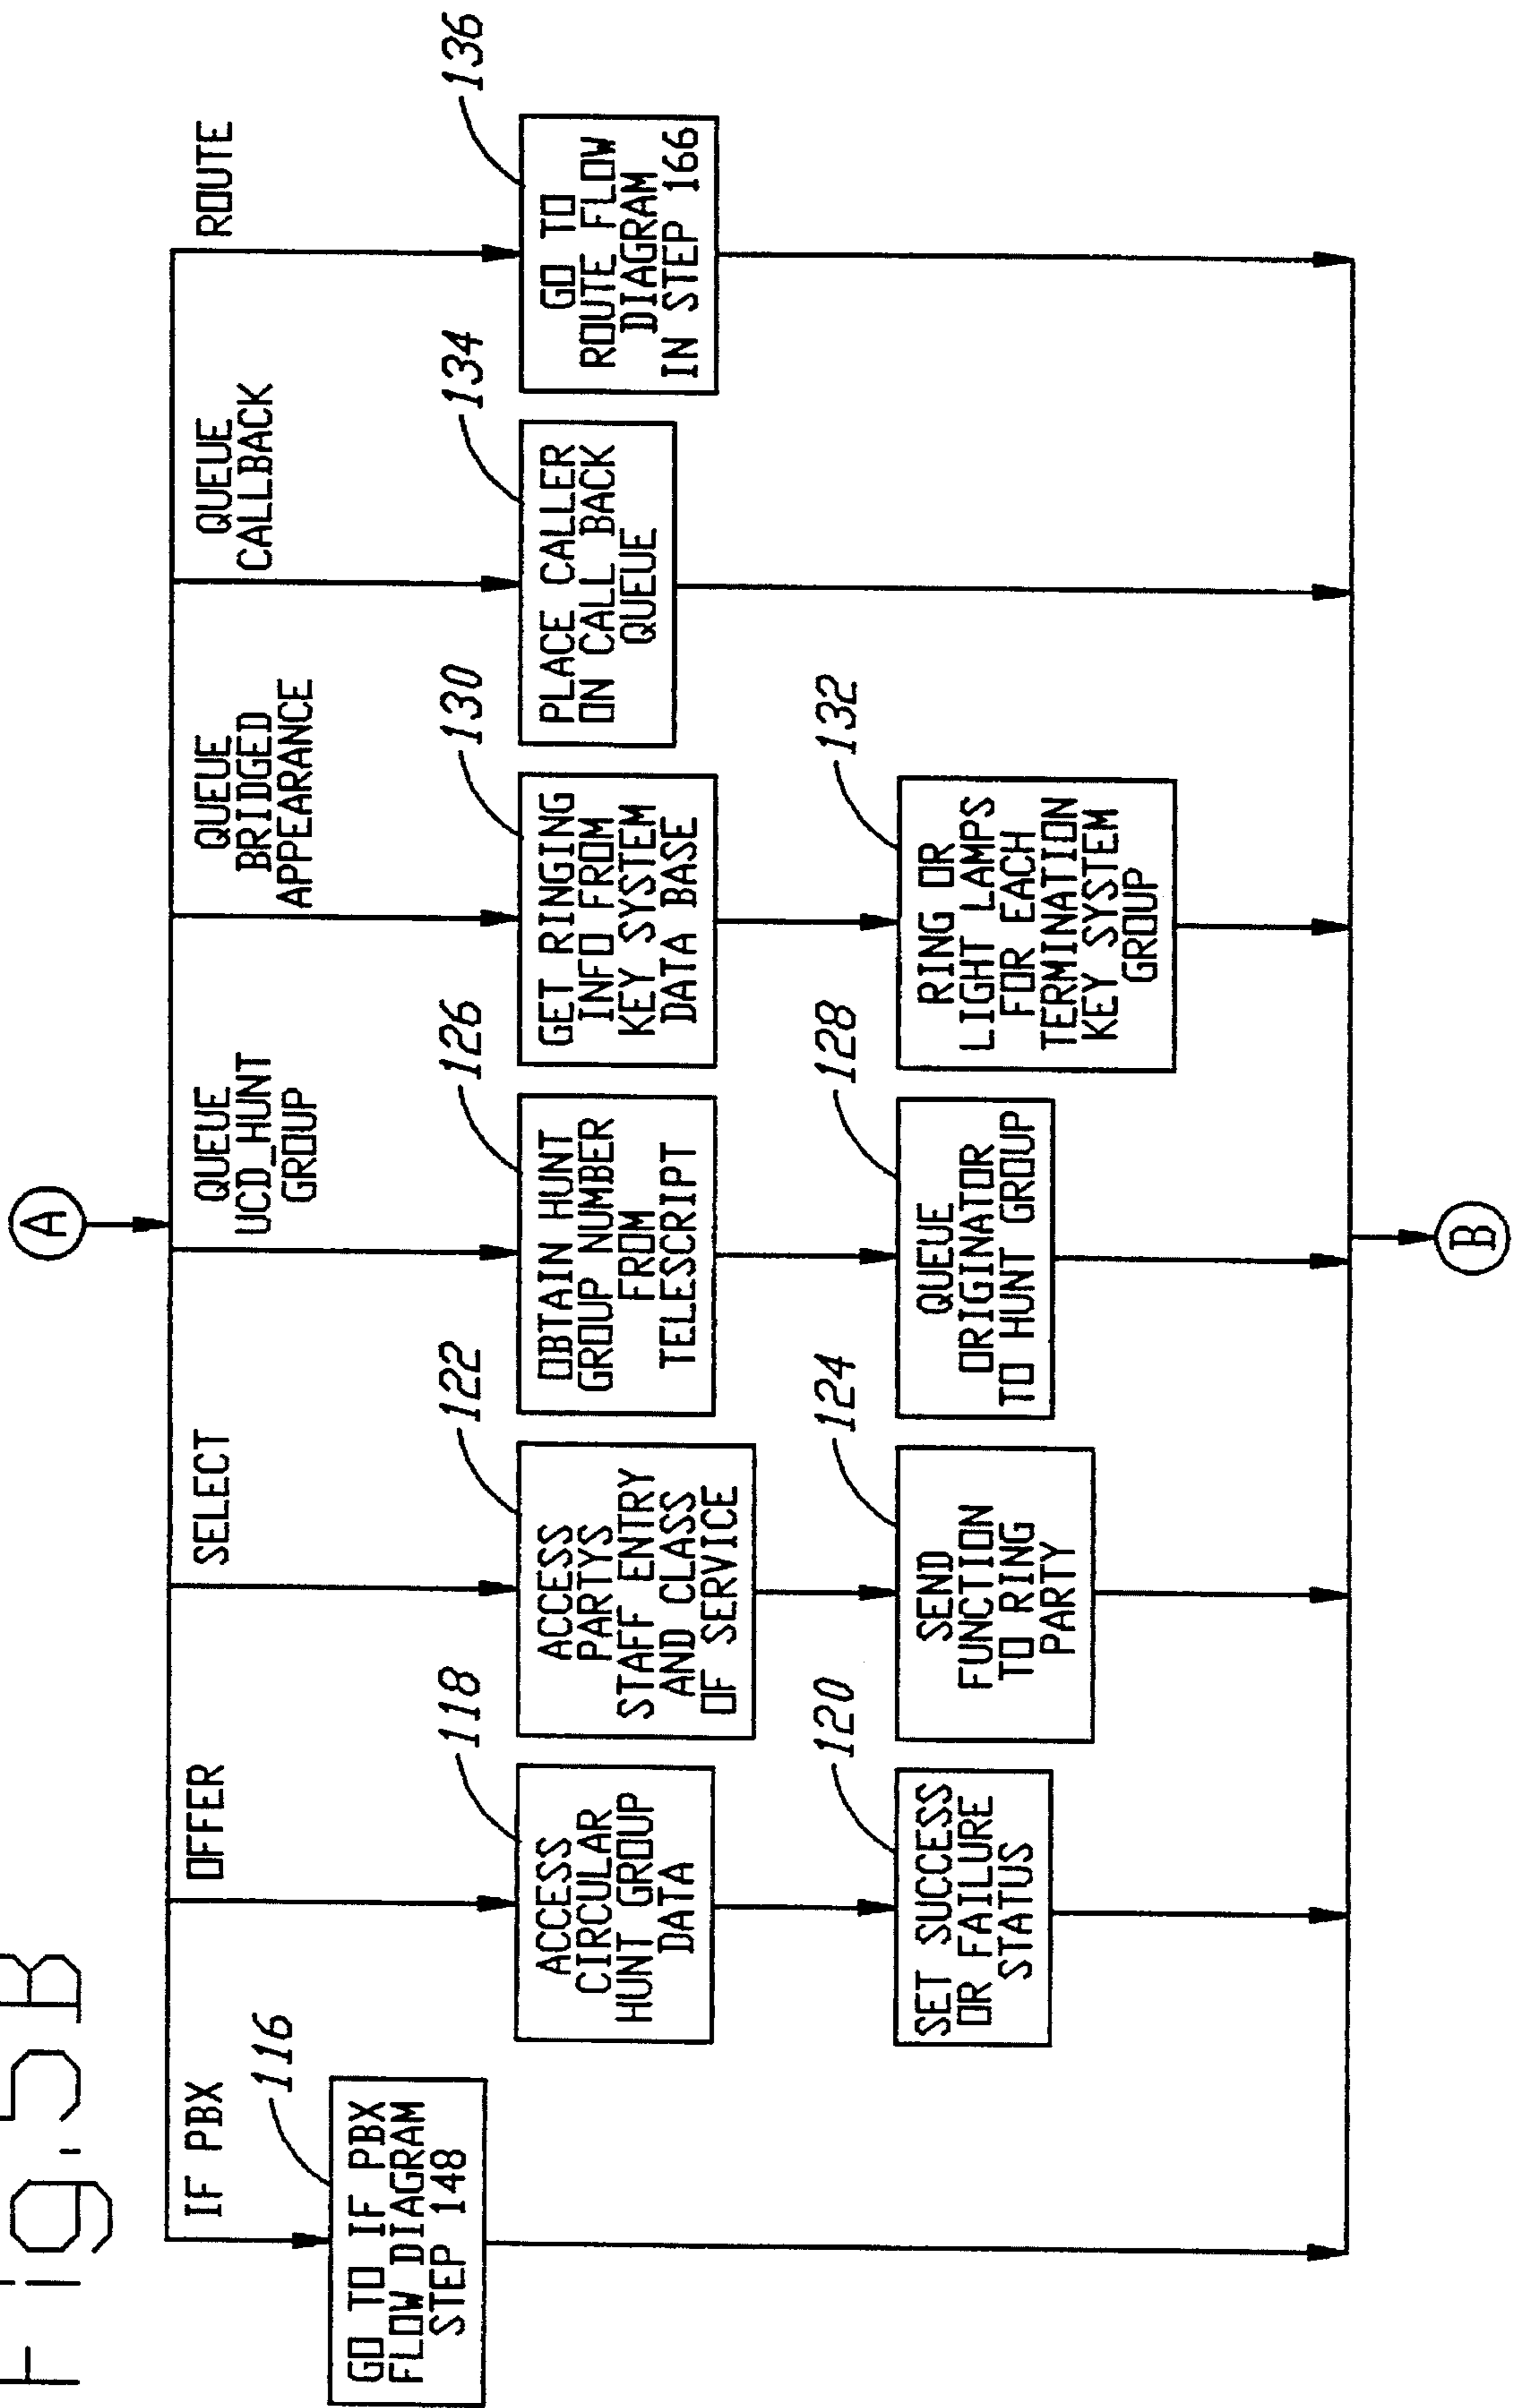 Fig.5B
A
IF PBX
116
GO TO IF PBX
FLOW DIAGRAM
STEP 148
OFFER
118
ACCESS
CIRCULAR
HUNT GROUP
DATA
120
SET SUCCESS
OR FAILURE
STATUS
SELECT
122
ACCESS
PARTYS
STAFF ENTRY
AND CLASS
OF SERVICE
124
SEND
FUNCTION
TO RING
PARTY
QUEUE
UCD_HUNT
GROUP
126
OBTAIN HUNT
GROUP NUMBER
FROM
TELESCRIPT
128
QUEUE
ORIGINATOR
TO HUNT GROUP
QUEUE
BRIDGED
APPEARANCE
130
GET RINGING
INFO FROM
KEY SYSTEM
DATA BASE
132
RING OR
LIGHT LAMPS
FOR EACH
TERMINATION
KEY SYSTEM
GROUP
QUEUE
CALLBACK
134
PLACE CALLER
ON CALL BACK
QUEUE
ROUTE
136
GO TO
ROUTE FLOW
DIAGRAM
IN STEP 166
B